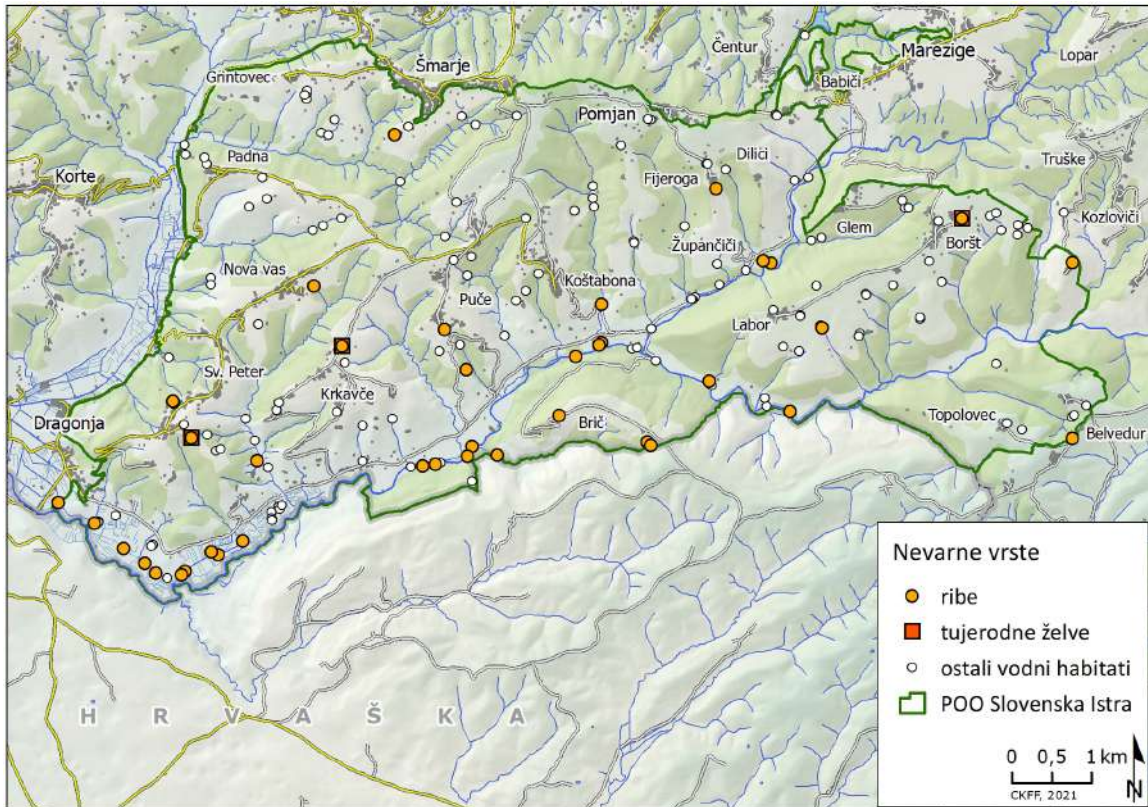 Čentur
Marezige
Lopar
Šmarje
Grintovec
Babiči
Pomjan
Truške
Padna
Dilici
Korte
Fijeroga
Kozloviči
Glem
Boršt
Župančiči
Nova vas
Koštabona
Puče
Labor
Sv. Peter
Krkavče
Dragonja
Brič
Topolovec
Belvedur
HRVAŠKA
Nevarne vrste
ribe
tujerodne želve
ostali vodni habitati
POO Slovenska Istra
0 0,5 1 km
CKFF, 2021
N